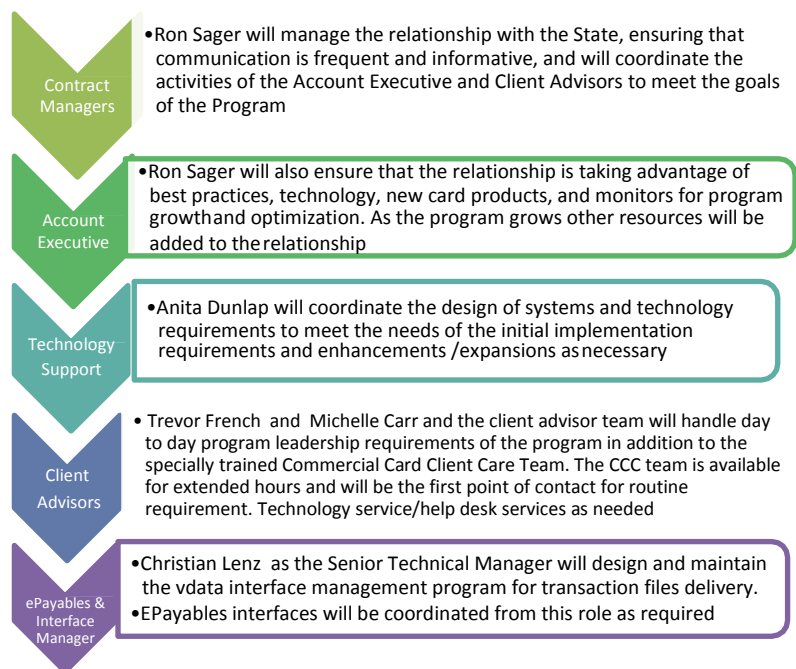 Contract
Managers
•Ron Sager will manage the relationship with the State, ensuring that
communication is frequent and informative, and will coordinate the
activities of the Account Executive and Client Advisors to meet the goals
of the Program
Account
Executive
•Ron Sager will also ensure that the relationship is taking advantage of
best practices, technology, new card products, and monitors for program
growthand optimization. As the program grows other resources will be
added to therelationship
Technology
Support
•Anita Dunlap will coordinate the design of systems and technology
requirements to meet the needs of the initial implementation
requirements and enhancements /expansions asnecessary
Client
Advisors
• Trevor French and Michelle Carr and the client advisor team will handle day
to day program leadership requirements of the program in addition to the
specially trained Commercial Card Client Care Team. The CCC team is available
for extended hours and will be the first point of contact for routine
requirement. Technology service/help desk services as needed
ePayables &
Interface
Manager
•Christian Lenz as the Senior Technical Manager will design and maintain
the vdata interface management program for transaction files delivery.
•EPayables interfaces will be coordinated from this role as required